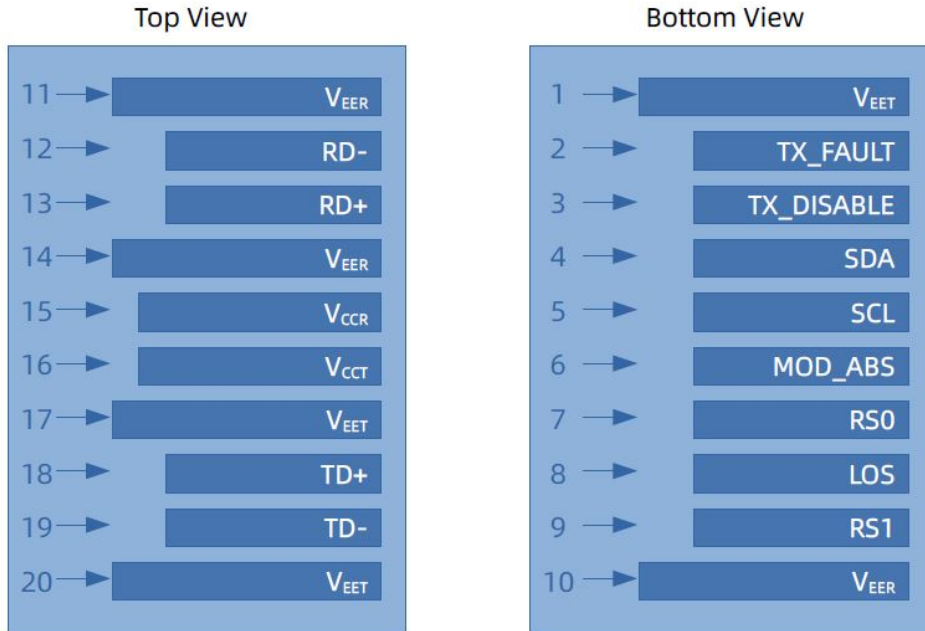 Top View
11 VEER
12 RD-
13 RD+
14 VEER
15 VCCR
16 VCCT
17 VEET
18 TD+
19 TD-
20 VEET
Bottom View
1 VEET
2 TX_FAULT
3 TX_DISABLE
4 SDA
5 SCL
6 MOD_ABS
7 RS0
8 LOS
9 RS1
10 VEER